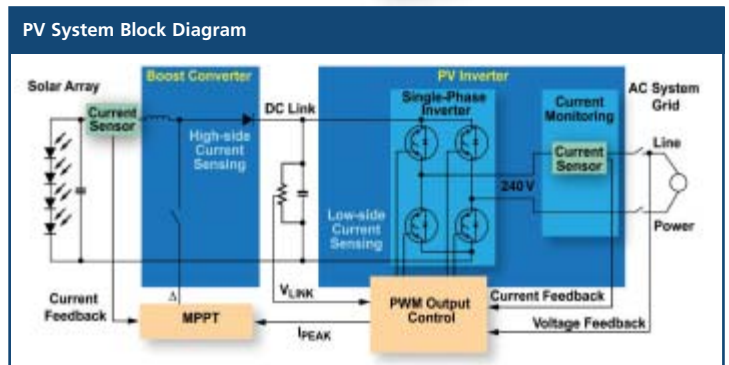 PV System Block Diagram
Boost Converter
PV Inverter
Solar Array
Current
Sensor
DC Link
High-side
Current
Sensing
Single-Phase
Inverter
Current
Monitoring
AC System
Grid
Current
Sensor
Line
240 V
Low-side
Current
Sensing
Power
Current
Feedback
Δ
MPPT
VLINK
IPEAK
PWM Output
Control
Current Feedback
Voltage Feedback